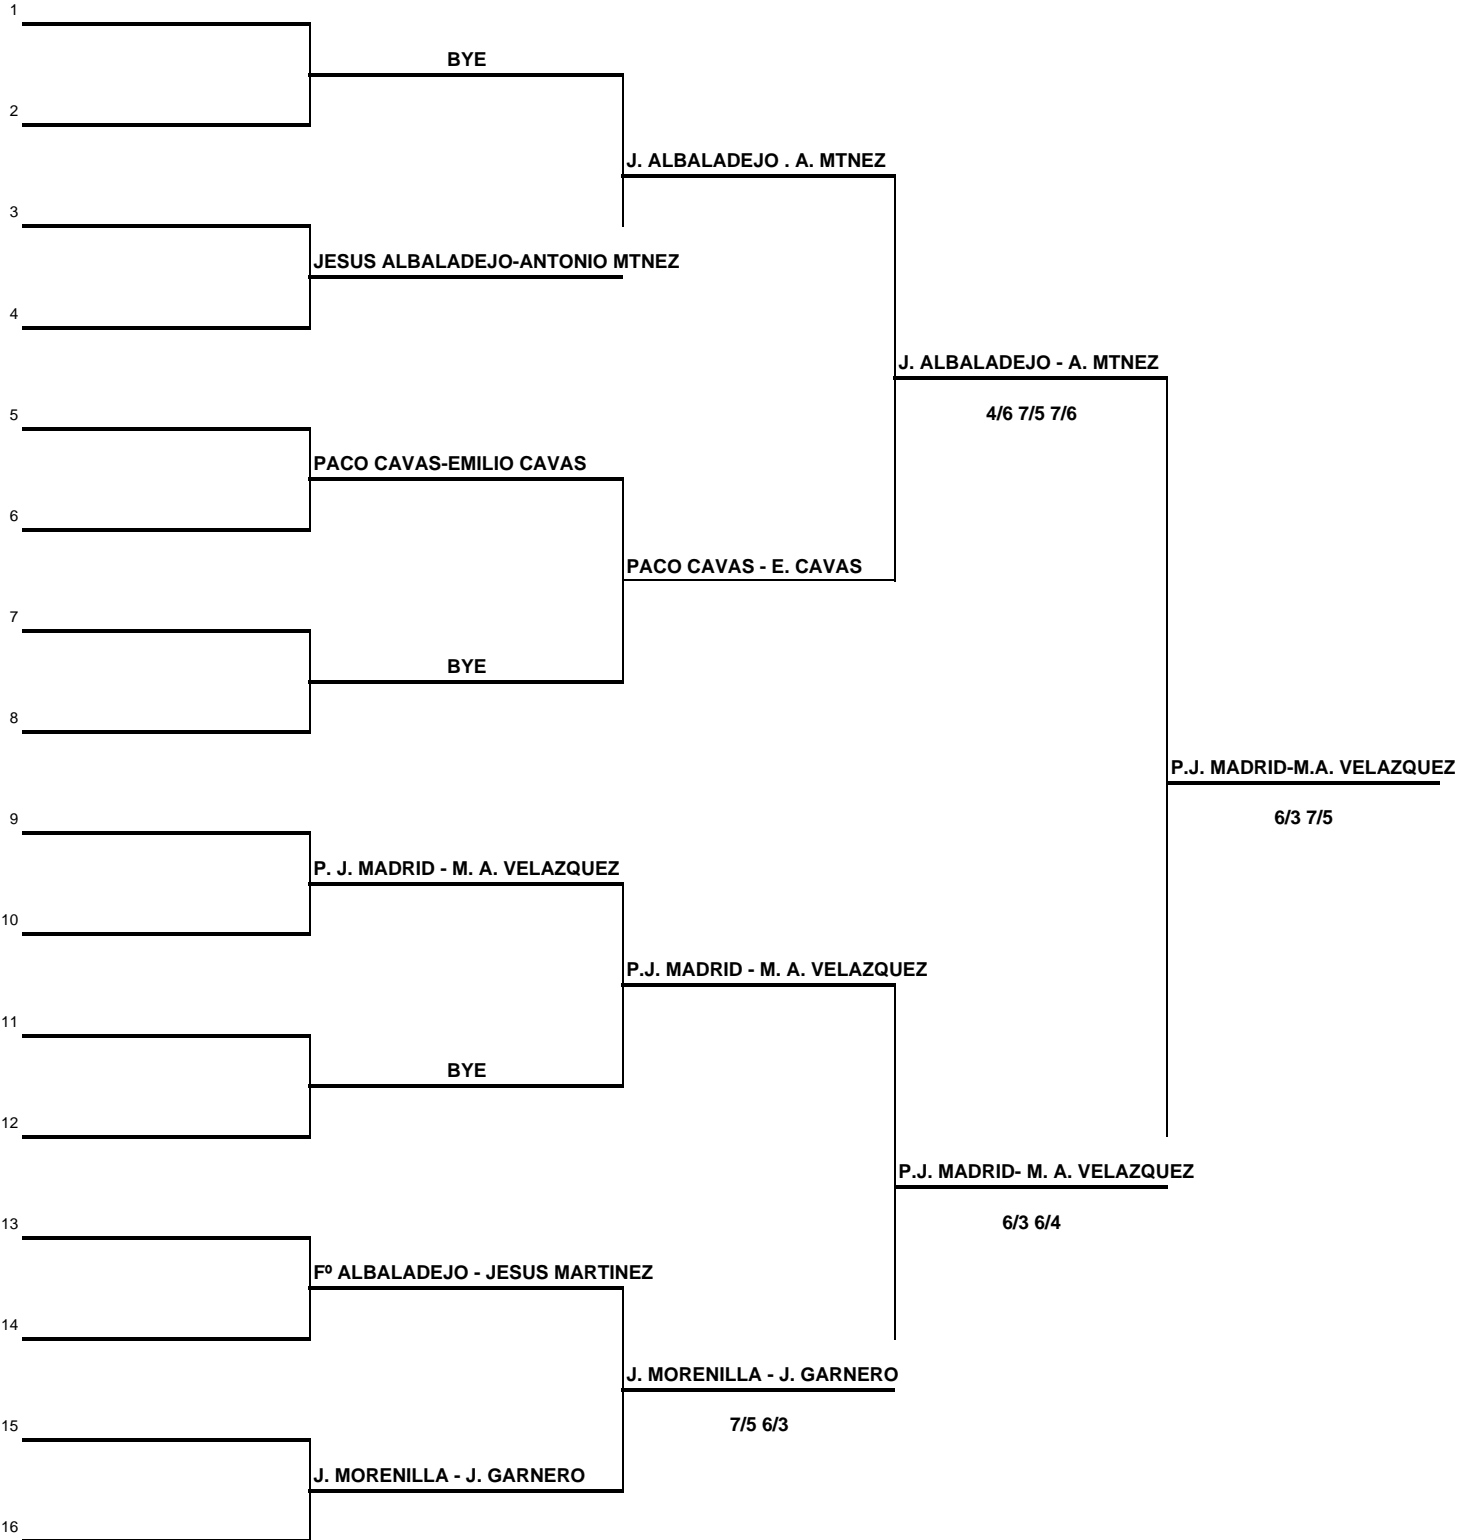 1
BYE
2
J. ALBALADEJO . A. MTNEZ
3
JESUS ALBALADEJO-ANTONIO MTNEZ
4
J. ALBALADEJO - A. MTNEZ
4/6 7/5 7/6
5
PACO CAVAS-EMILIO CAVAS
6
PACO CAVAS - E. CAVAS
7
BYE
8
P.J. MADRID-M.A. VELAZQUEZ
6/3 7/5
9
P. J. MADRID - M. A. VELAZQUEZ
10
P.J. MADRID - M. A. VELAZQUEZ
11
BYE
12
P.J. MADRID- M. A. VELAZQUEZ
6/3 6/4
13
Fº ALBALADEJO - JESUS MARTINEZ
14
J. MORENILLA - J. GARNERO
7/5 6/3
15
J. MORENILLA - J. GARNERO
16